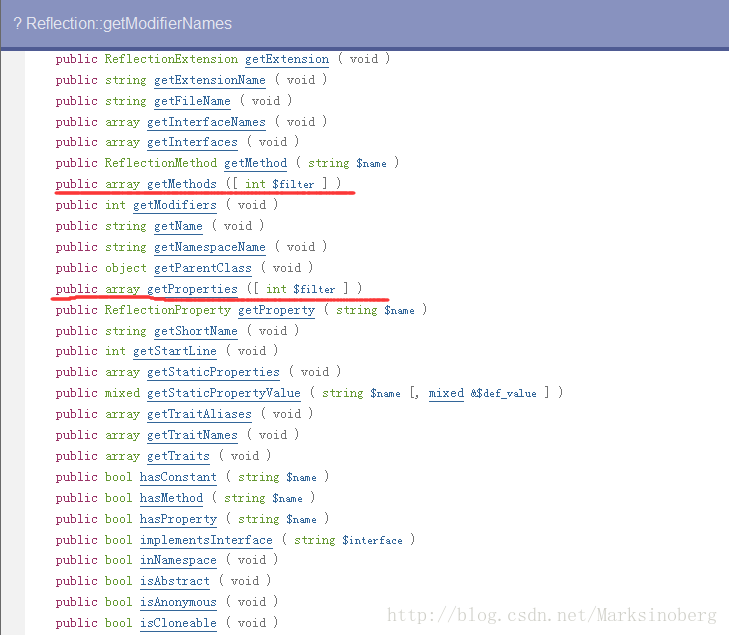 ? Reflection::getModifierNames
public ReflectionExtension getExtension ( void )
public string getExtensionName ( void )
public string getFileName ( void )
public array getInterfaceNames ( void )
public array getInterfaces ( void )
public ReflectionMethod getMethod ( string $name )
public array getMethods ([ int $filter ] )
public int getModifiers ( void )
public string getName ( void )
public string getNamespaceName ( void )
public object getParentClass ( void )
public array getProperties ([ int $filter ] )
public ReflectionProperty getProperty ( string $name )
public string getShortName ( void )
public int getStartLine ( void )
public array getStaticProperties ( void )
public mixed getStaticPropertyValue ( string $name [, mixed &$def_value ] )
public array getTraitAliases ( void )
public array getTraitNames ( void )
public array getTraits ( void )
public bool hasConstant ( string $name )
public bool hasMethod ( string $name )
public bool hasProperty ( string $name )
public bool implementsInterface ( string $interface )
public bool inNamespace ( void )
public bool isAbstract ( void )
public bool isAnonymous ( void )
public bool isCloneable ( void )
http://blog.csdn.net/Marksinoberg